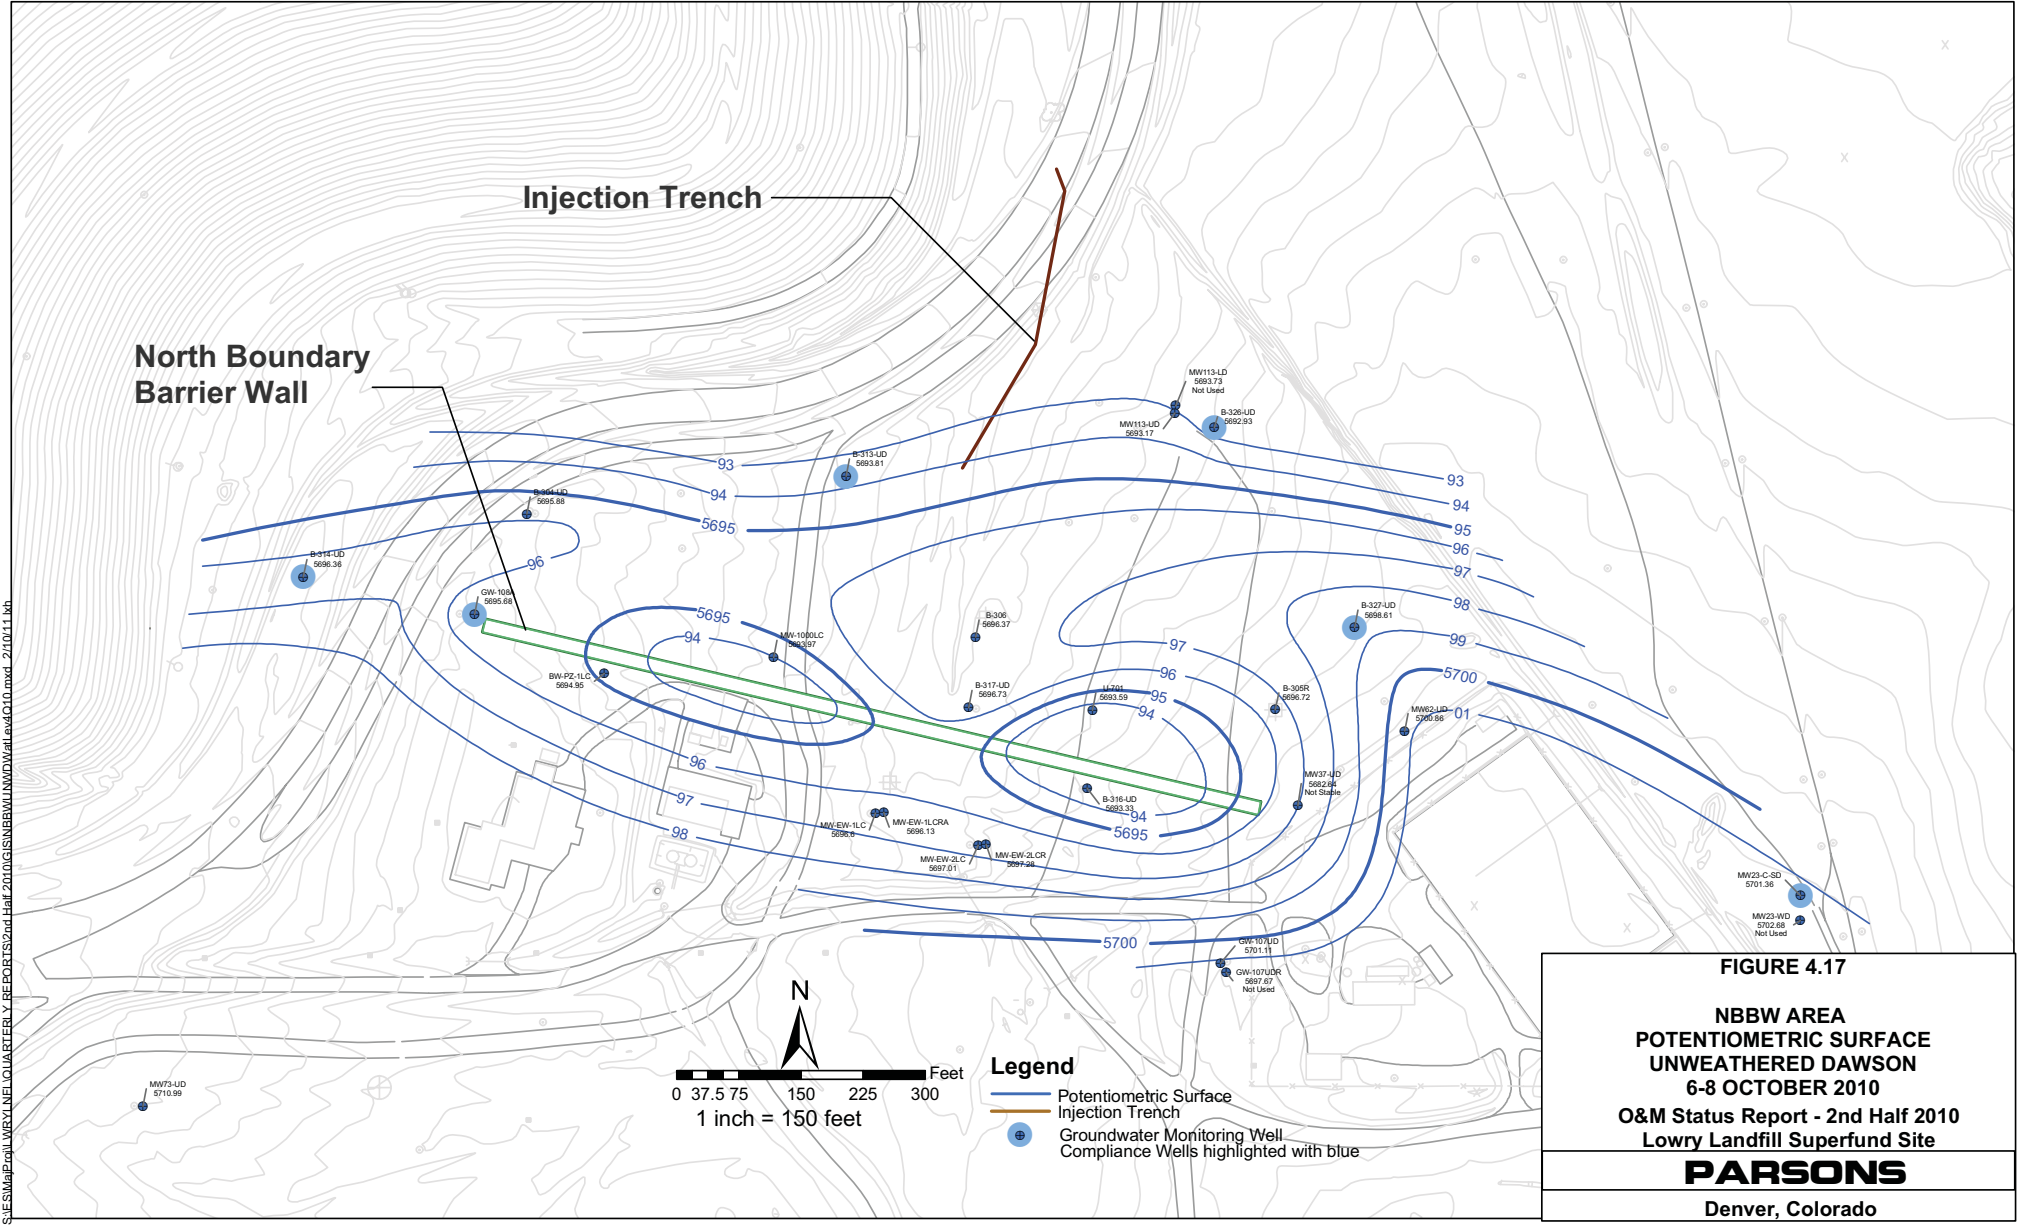 Injection Trench
North Boundary
Barrier Wall
MW113-LD
5693.73
Not Used
B-326-UD
5692.93
MW113-UD
5693.17
93
B-313-UD
5693.81
94
93
94
B-304-UD
5695.88
5695
95
96
96
97
B-314-UD
5696.36
GW-108A
5695.68
98
B-327-UD
5698.61
5695
B-306
5696.37
94
MW-1000LC
5693.97
99
97
BW-PZ-1LC
5694.95
96
5700
B-317-UD
5696.73
U-701
5693.59
95
94
B-305R
5696.72
MW62-UD
5700.86
01
96
97
98
MW37-UD
5682.64
Not Stable
B-316-UD
5693.33
94
5695
MW-EW-1LC
5696.6
MW-EW-1LCRA
5696.13
MW-EW-2LC
5697.01
MW-EW-2LCR
5697.28
MW23-C-SD
5701.36
MW23-WD
5702.68
Not Used
5700
GW-107UD
5701.11
GW-107UDR
5697.67
Not Used
MW73-UD
5710.99
N
Feet
0 37.5 75 150 225 300
1 inch = 150 feet
Legend
Potentiometric Surface
Injection Trench
Groundwater Monitoring Well
Compliance Wells highlighted with blue
FIGURE 4.17
NBBW AREA
POTENTIOMETRIC SURFACE
UNWEATHERED DAWSON
6-8 OCTOBER 2010
O&M Status Report - 2nd Half 2010
Lowry Landfill Superfund Site
PARSONS
Denver, Colorado